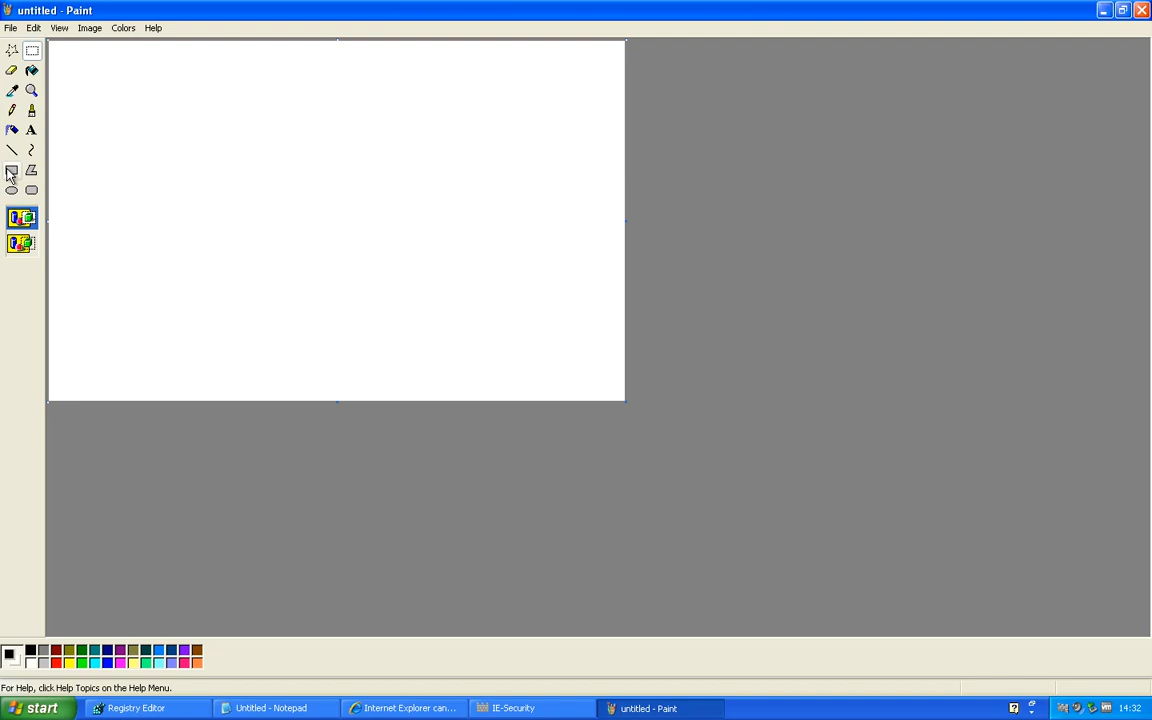 untitled - Paint
File Edit View Image Colors Help
A
For Help, click Help Topics on the Help Menu.
start Registry Editor Untitled - Notepad Internet Explorer can... IE-Security untitled - Paint 14:32